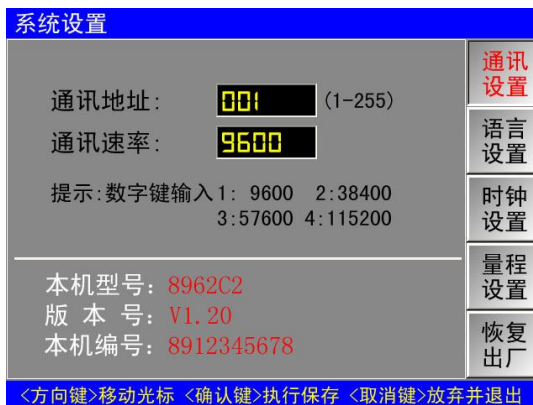 系统设置
通讯地址: 001 (1-255)
通讯速率: 9600
提示:数字键输入1: 9600 2:38400
3:57600 4:115200
本机型号: 8962C2
版 本 号: V1.20
本机编号: 8912345678
通讯
设置
语言
设置
时钟
设置
量程
设置
恢复
出厂
<方向键>移动光标 <确认键>执行保存 <取消键>放弃并退出